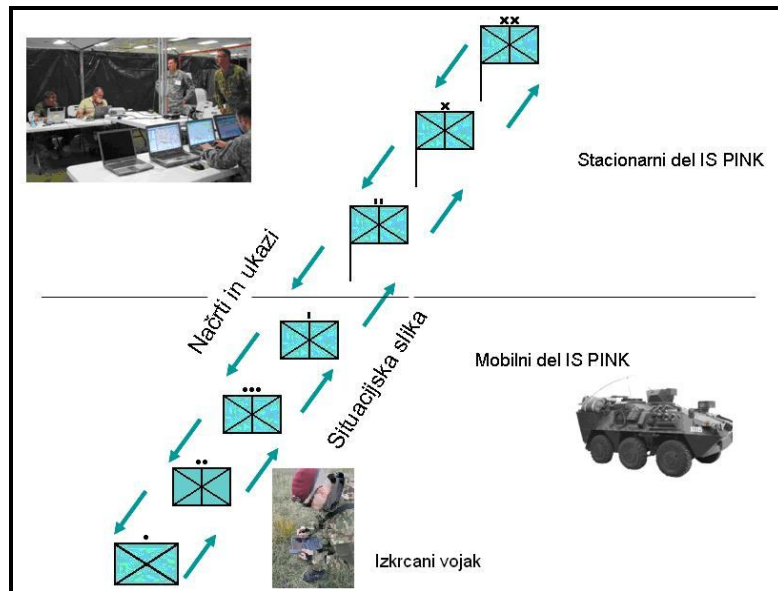 Stacionarni del IS PINK
Načrti in ukazi
Situacijska slika
Mobilni del IS PINK
Izkrcani vojak